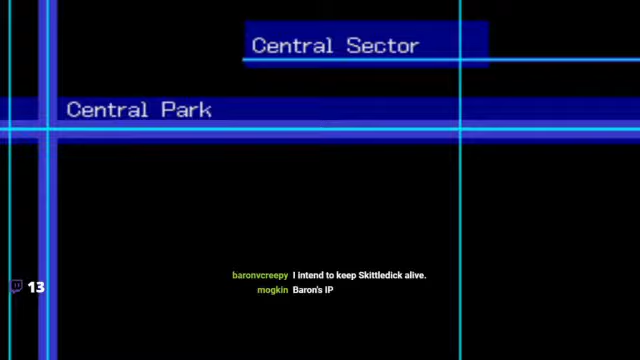 Central Sector
Central Park
baronvcreepy I intend to keep Skittledick alive.
mogkin Baron's IP
13